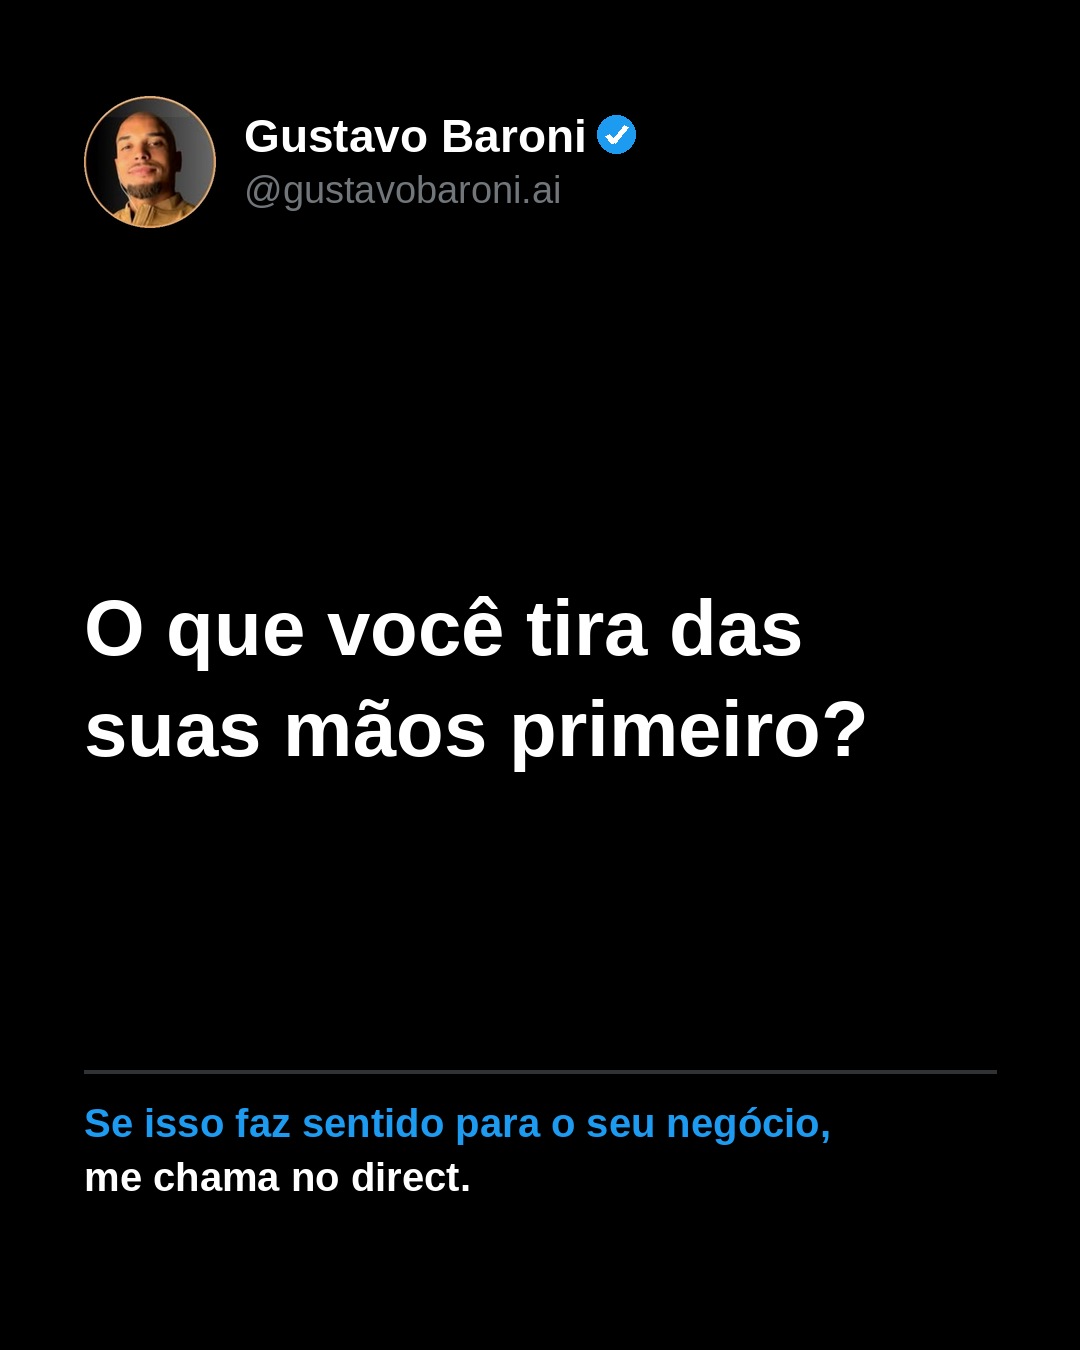 Gustavo Baroni
@gustavobaroni.ai
O que você tira das
suas mãos primeiro?
Se isso faz sentido para o seu negócio,
me chama no direct.